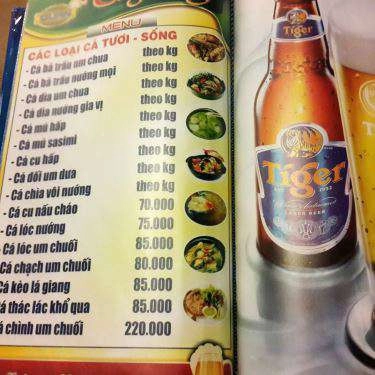 MENU
CÁC LOẠI CÁ TƯƠI - SỐNG
- Cá bã trầu um chua theo kg
- Cá bã trầu nướng mọi theo kg
- Cá dìa um chua theo kg
- Cá dìa nướng gia vị theo kg
- Cá mú hấp theo kg
- Cá mú sasimi theo kg
- Cá cu hấp theo kg
- Cá đối um dưa theo kg
- Cá chia vôi nướng theo kg
- Cá cu nấu cháo 70.000
- Cá lóc nướng 75.000
- Cá lóc um chuối 85.000
Cá chạch um chuối 80.000
Cá kèo lá giang 85.000
á thác lác khổ qua 85.000
á chình um chuối 220.000
Tiger
Tiger
1932
LAGER BEER